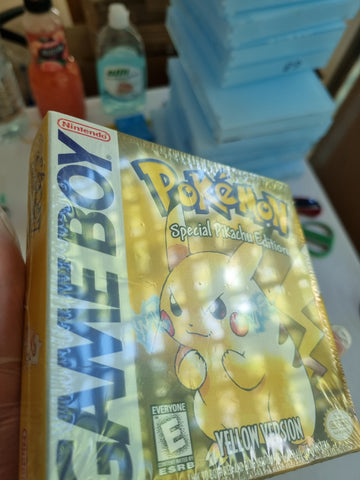 Nintendo
GAME BOY
POKéMON
Special Pikachu Edition
YELLOW VERSION
EVERYONE
E
ESRB